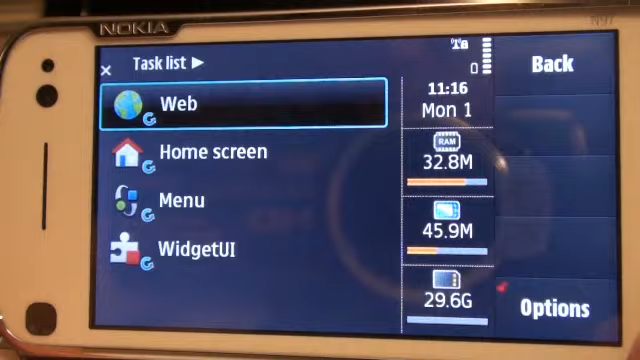 NOKIA
N97
Task list
Back
Web
11:16
Mon 1
Home screen
RAM
32.8M
Menu
45.9M
WidgetUI
29.6G
Options